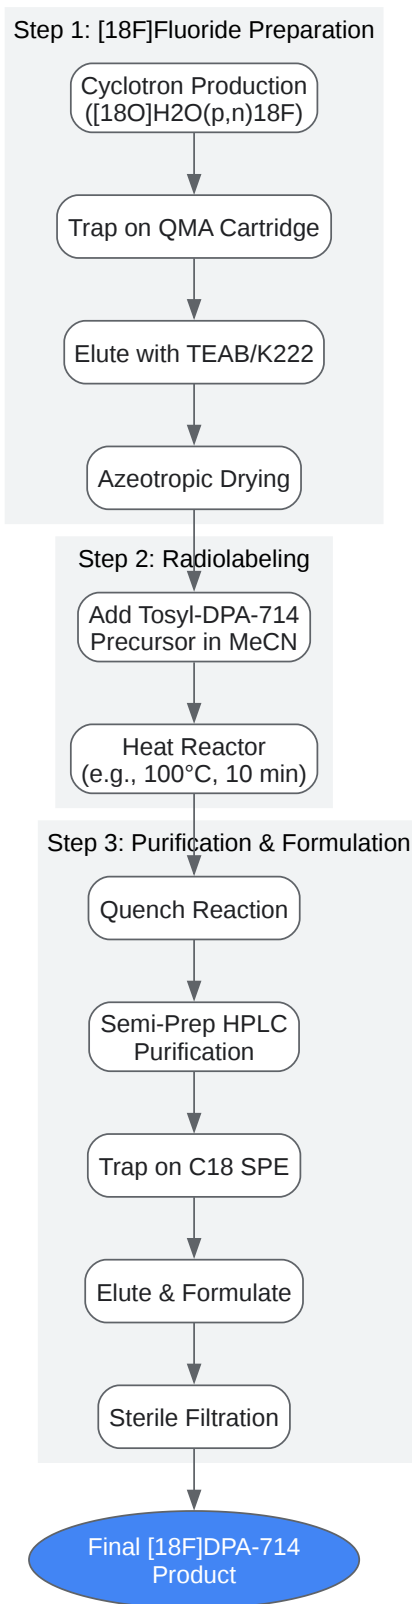 Step 1: [18F]Fluoride Preparation
Cyclotron Production
([18O]H2O(p,n)18F)
Trap on QMA Cartridge
Elute with TEAB/K222
Azeotropic Drying
Step 2: Radiolabeling
Add Tosyl-DPA-714
Precursor in MeCN
Heat Reactor
(e.g., 100°C, 10 min)
Step 3: Purification & Formulation
Quench Reaction
Semi-Prep HPLC
Purification
Trap on C18 SPE
Elute & Formulate
Sterile Filtration
Final [18F]DPA-714
Product